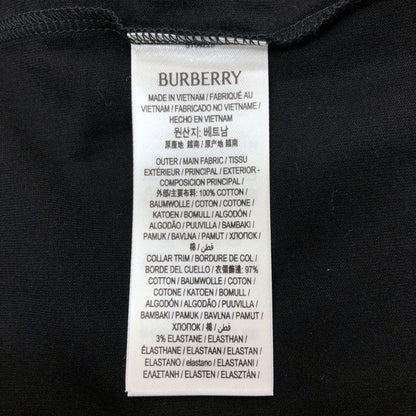 BURBERRY
MADE IN VIETNAM / FABRIQUÉ AU
VIETNAM / FABRICADO NO VIETNAME /
HECHO EN VIETNAM
원산지: 베트남
原產地 越南 / 原产地 越南
OUTER / MAIN FABRIC / TISSU
EXTÉRIEUR / PRINCIPAL / EXTERIOR -
COMPOSICION PRINCIPAL /
外部/主要布料: 100% COTTON /
BAUMWOLLE / COTON / COTONE /
KATOEN / BOMULL / ALGODÓN /
ALGODÃO / PUUVILLA / BAMBAKI /
PAMUK / BAVLNA / PAMUT / ХЛОПОК /
棉 / قطن /
COLLAR TRIM / BORDURE DE COL /
BORDE DEL CUELLO / 衣領飾邊: 97%
COTTON / BAUMWOLLE / COTON /
COTONE / KATOEN / BOMULL /
ALGODÓN / ALGODÃO / PUUVILLA /
BAMBAKI / PAMUK / BAVLNA / PAMUT /
ХЛОПОК / 棉 / قطن /
3% ELASTANE / ELASTHAN /
ÉLASTHANNE / ELASTAAN / ELASTAN /
ELASTANO / elastano / ELASTAANI /
ΕΛΑΣΤΑΝΗ / ELASTEN / ELASZTÁN /